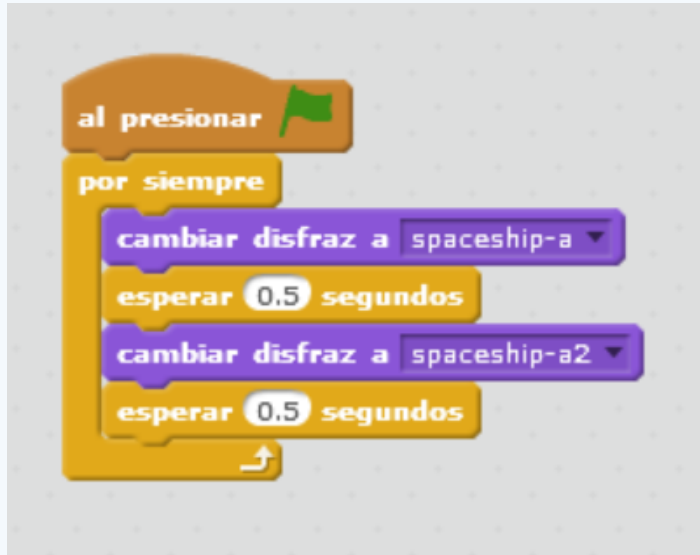 al presionar
por siempre
cambiar disfraz a spaceship-a
esperar 0.5 segundos
cambiar disfraz a spaceship-a2
esperar 0.5 segundos